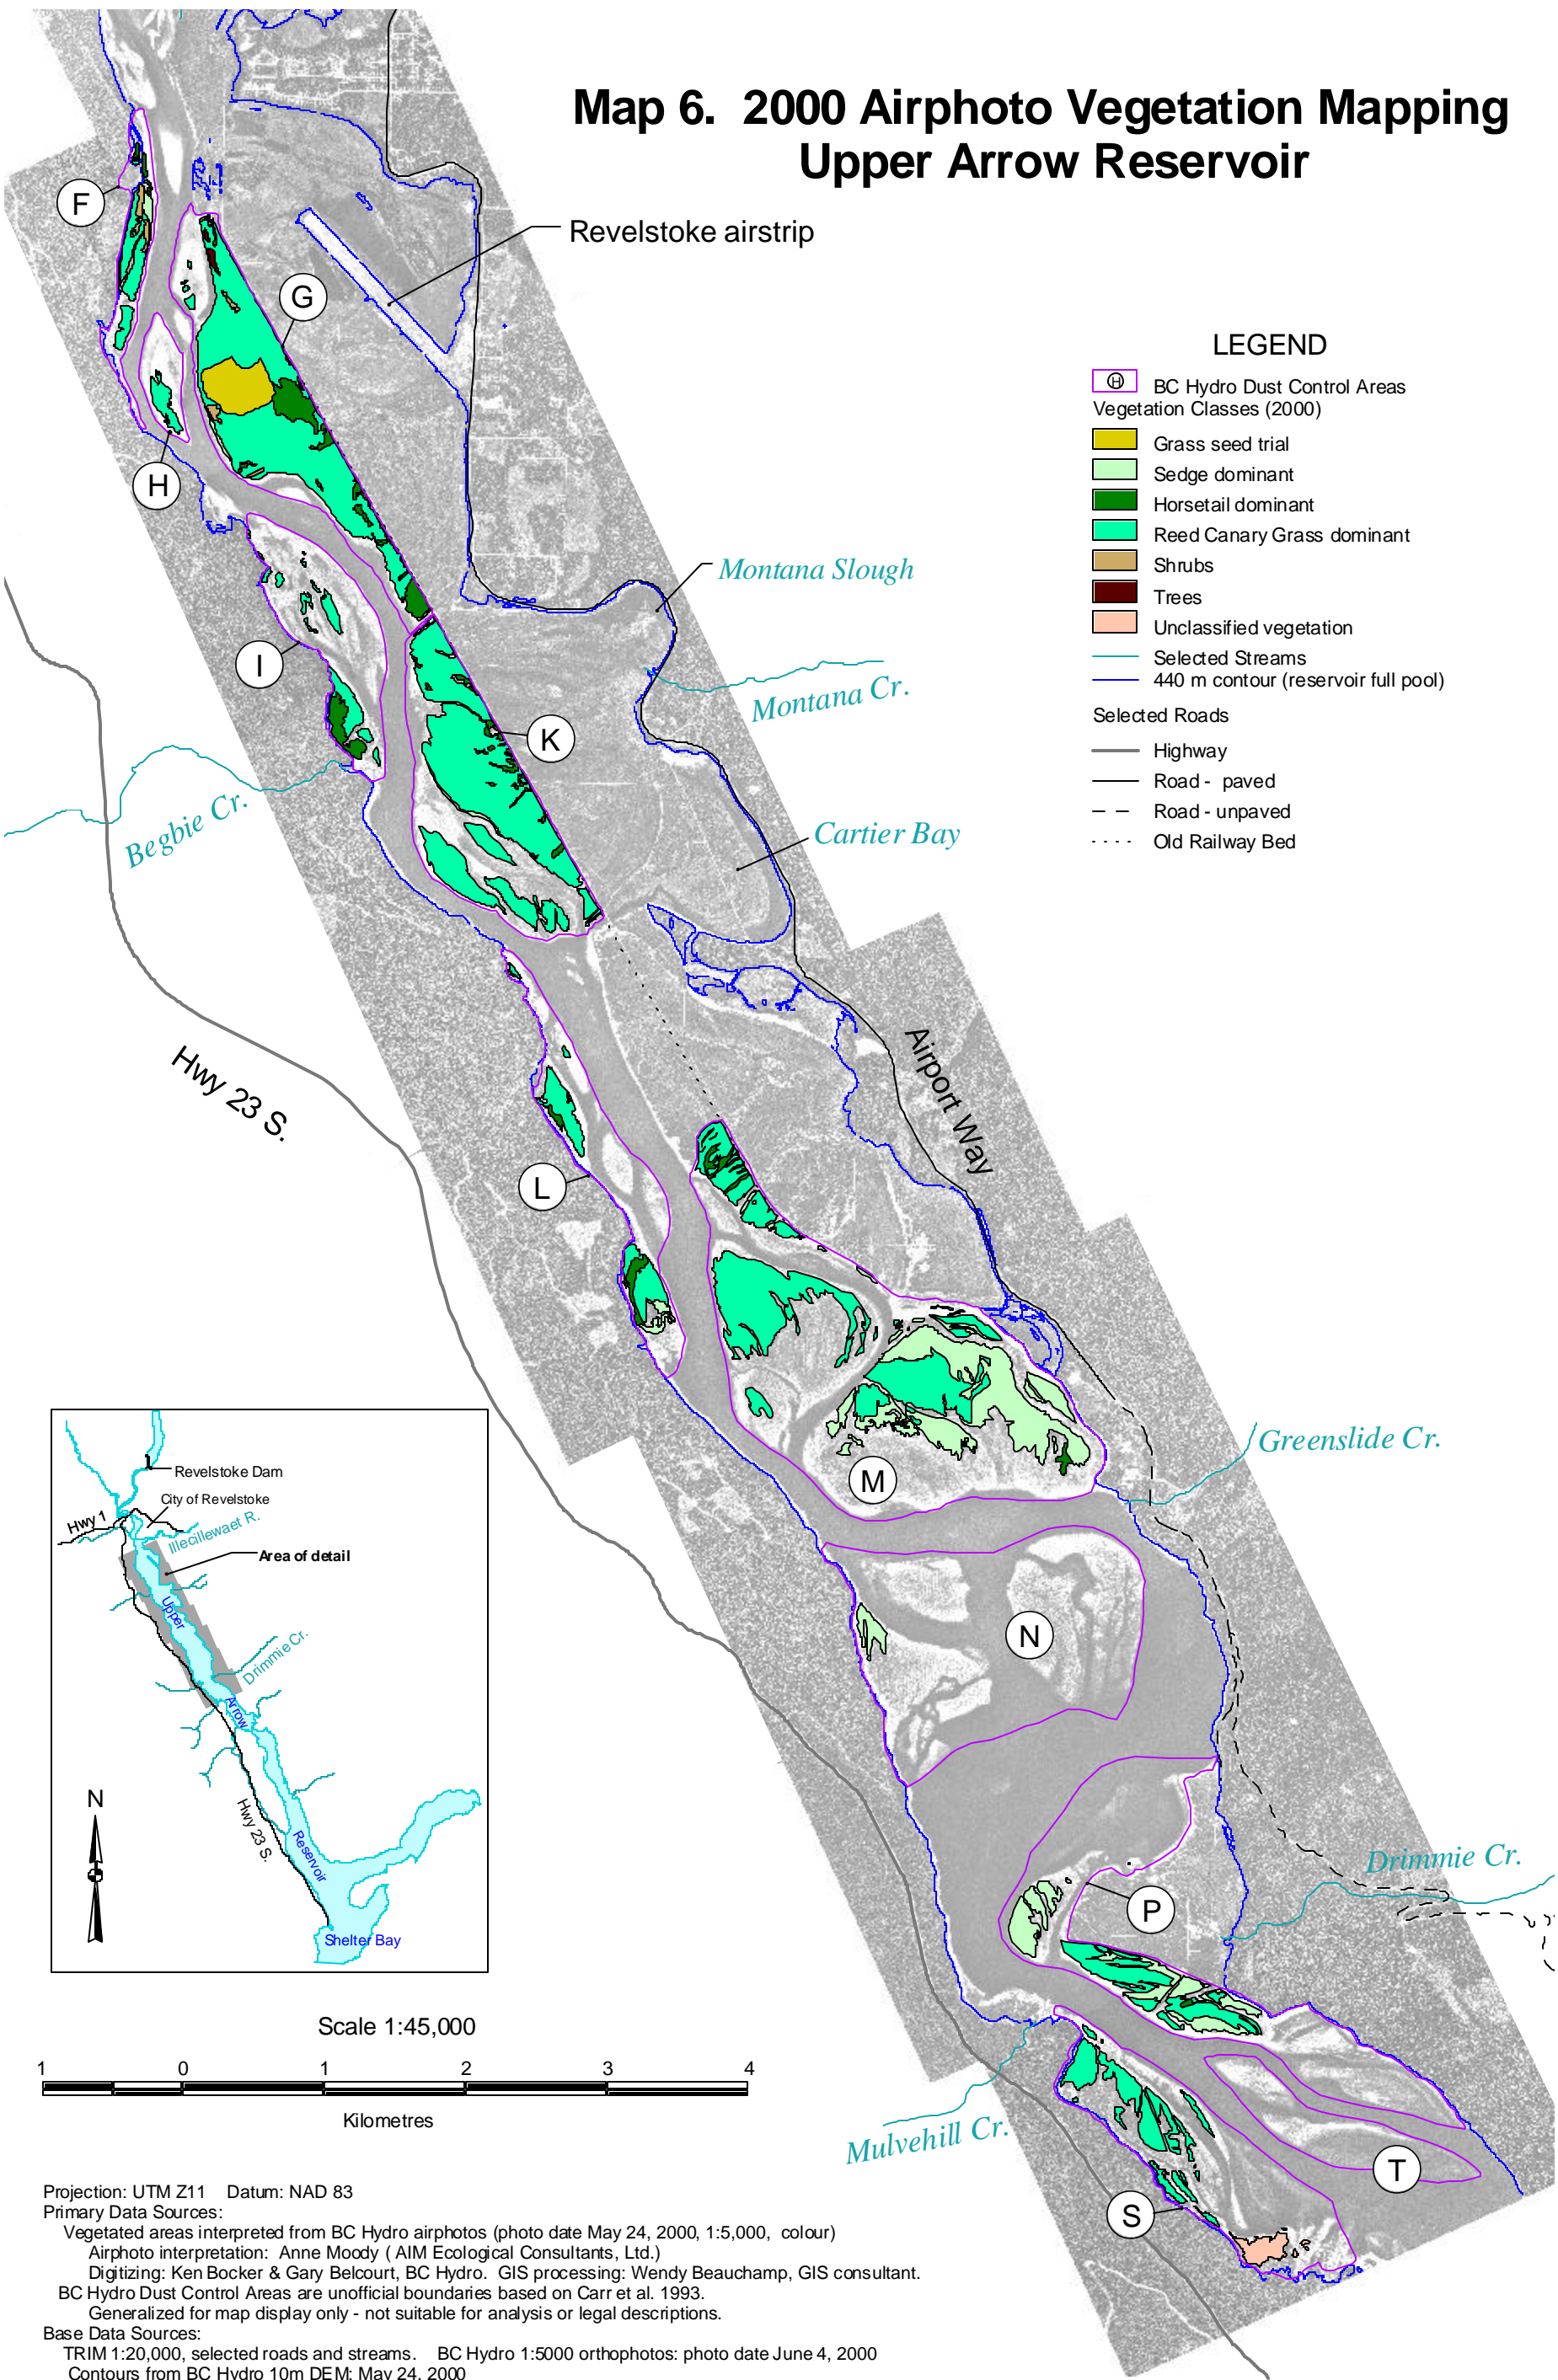 Map 6. 2000 Airphoto Vegetation Mapping
Upper Arrow Reservoir
F
Revelstoke airstrip
G
H
LEGEND
H BC Hydro Dust Control Areas
Vegetation Classes (2000)
Grass seed trial
Sedge dominant
Horsetail dominant
Reed Canary Grass dominant
Shrubs
Trees
Unclassified vegetation
Selected Streams
440 m contour (reservoir full pool)
Selected Roads
Highway
Road - paved
Road - unpaved
Old Railway Bed
Montana Slough
I
Montana Cr.
K
Begbie Cr.
Cartier Bay
Hwy 23 S.
Airport Way
L
M
Greenslide Cr.
N
Drimmie Cr.
P
Mulvehill Cr.
T
S
Revelstoke Dam
City of Revelstoke
Hwy 1
Illecillewaet R.
Area of detail
Upper
Drimmie Cr.
Arrow
N
Hwy 23 S.
Reservoir
Shelter Bay
Scale 1:45,000
1 0 1 2 3 4
Kilometres
Projection: UTM Z11 Datum: NAD 83
Primary Data Sources:
Vegetated areas interpreted from BC Hydro airphotos (photo date May 24, 2000, 1:5,000, colour)
Airphoto interpretation: Anne Moody ( AIM Ecological Consultants, Ltd.)
Digitizing: Ken Bocker & Gary Belcourt, BC Hydro. GIS processing: Wendy Beauchamp, GIS consultant.
BC Hydro Dust Control Areas are unofficial boundaries based on Carr et al. 1993.
Generalized for map display only - not suitable for analysis or legal descriptions.
Base Data Sources:
TRIM 1:20,000, selected roads and streams. BC Hydro 1:5000 orthophotos: photo date June 4, 2000
Contours from BC Hydro 10m DEM: May 24, 2000